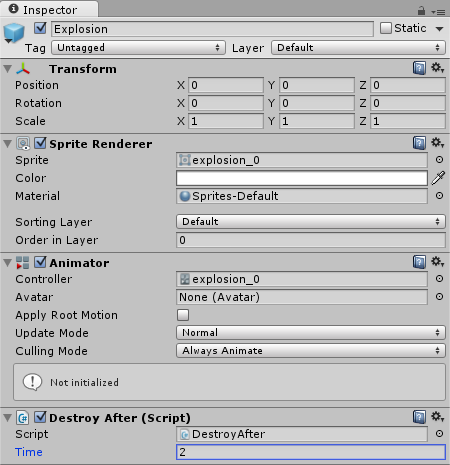 Inspector
Explosion Static
Tag Untagged Layer Default
Transform
Position X 0 Y 0 Z 0
Rotation X 0 Y 0 Z 0
Scale X 1 Y 1 Z 1
Sprite Renderer
Sprite explosion_0
Color
Material Sprites-Default
Sorting Layer Default
Order in Layer 0
Animator
Controller explosion_0
Avatar None (Avatar)
Apply Root Motion
Update Mode Normal
Culling Mode Always Animate
Not initialized
Destroy After (Script)
Script DestroyAfter
Time 2